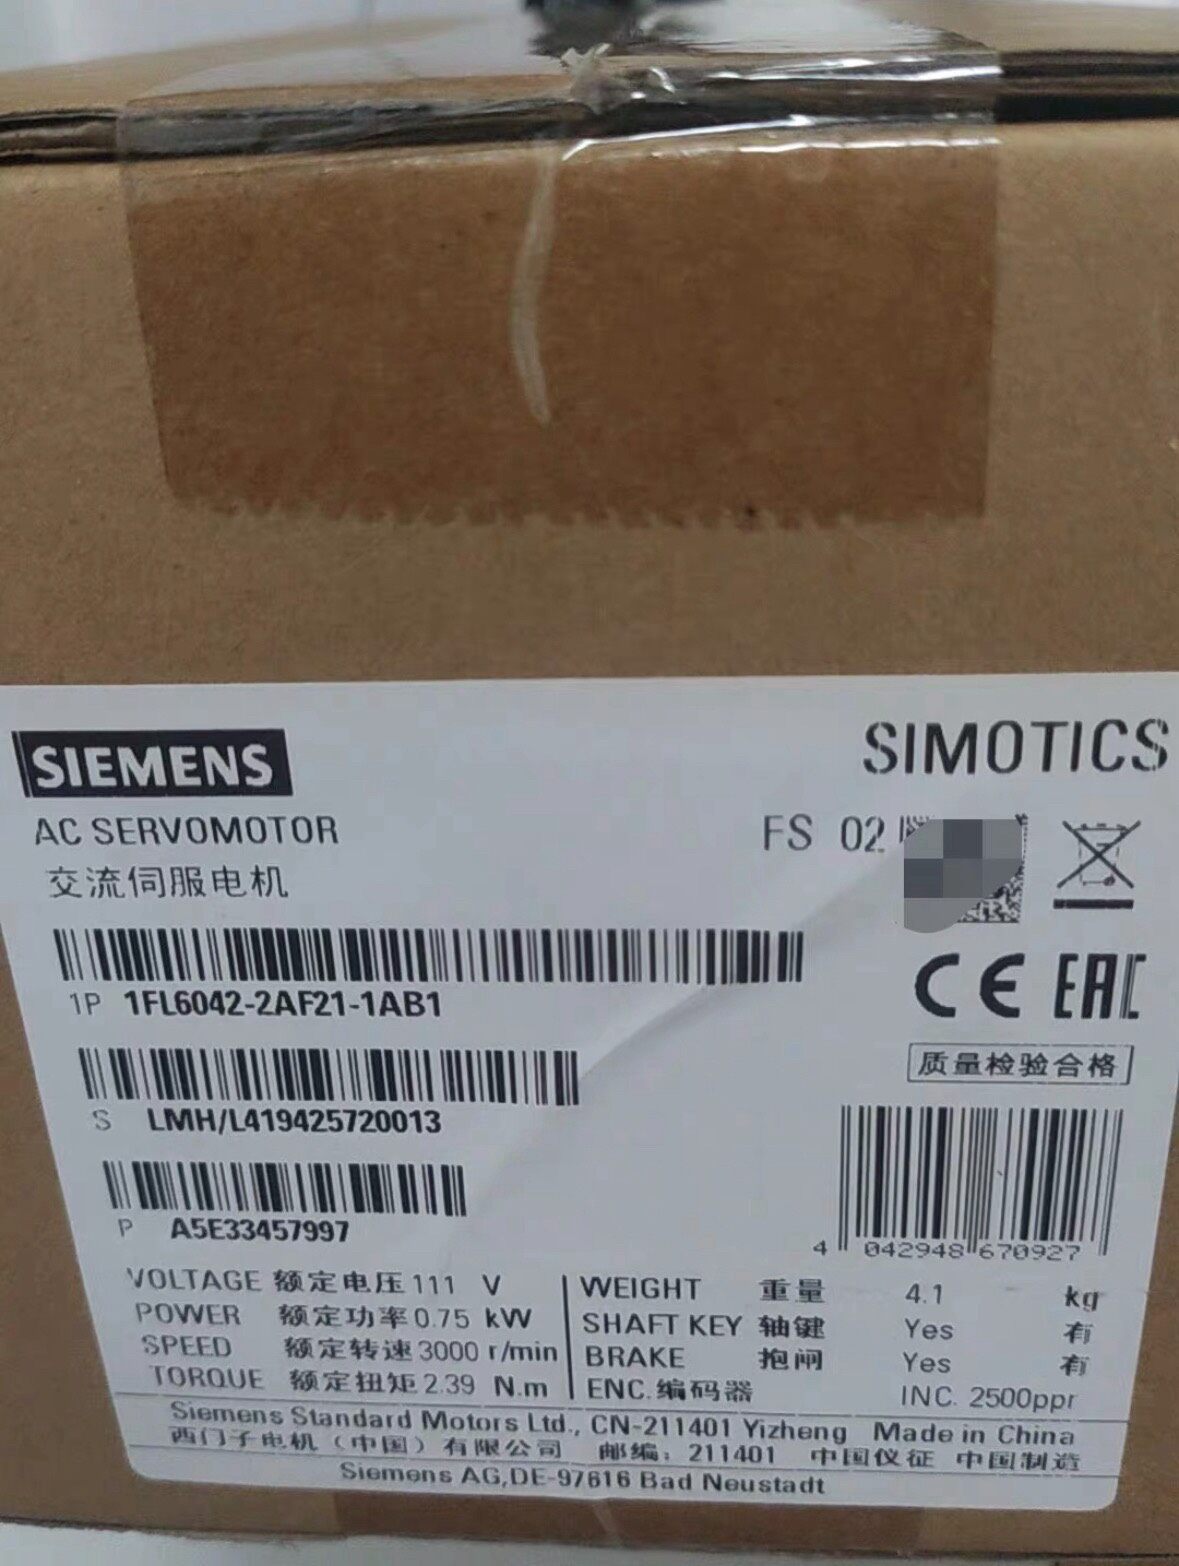 SIEMENS
SIMOTICS
AC SERVOMOTOR
FS 02
交流伺服电机
1P 1FL6042-2AF21-1AB1
CE EAC
质量检验合格
S LMH/L419425720013
P A5E33457997
4 042948 670927
VOLTAGE 额定电压 111 V
POWER 额定功率 0.75 kW
SPEED 额定转速 3000 r/min
TORQUE 额定扭矩 2.39 N.m
WEIGHT 重量 4.1 kg
SHAFT KEY 轴键 Yes 有
BRAKE 抱闸 Yes 有
ENC. 编码器 INC. 2500ppr
Siemens Standard Motors Ltd., CN-211401 Yizheng Made in China
西门子电机（中国）有限公司 邮编：211401 中国仪征 中国制造
Siemens AG,DE-97616 Bad Neustadt